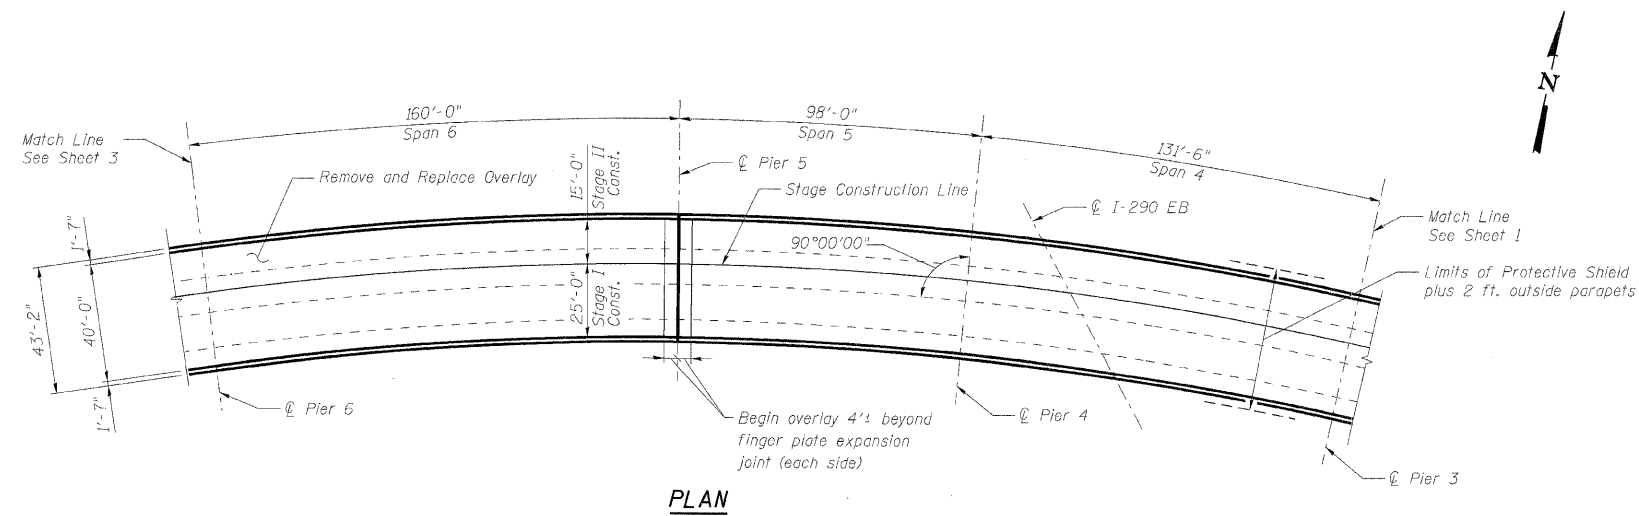 160'-0"
Span 6
98'-0"
Span 5
131'-6"
Span 4
N
Match Line
See Sheet 3
Remove and Replace Overlay
15'-0"
Stage II
Const.
℄ Pier 5
Stage Construction Line
℄ I-290 EB
Match Line
See Sheet 1
90°00'00"
1'-7"
43'-2"
40'-0"
1'-7"
25'-0"
Stage I
Const.
Limits of Protective Shield
plus 2 ft. outside parapets
℄ Pier 6
Begin overlay 4'± beyond
finger plate expansion
joint (each side)
℄ Pier 4
℄ Pier 3
PLAN